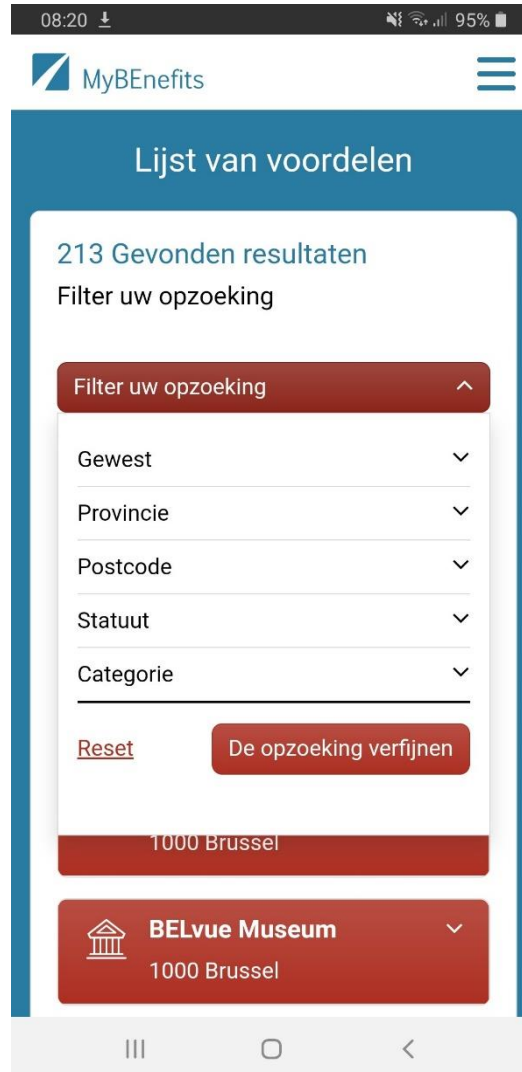 08:20 95%
MyBEnefits
Lijst van voordelen
213 Gevonden resultaten
Filter uw opzoeking
Filter uw opzoeking
Gewest
Provincie
Postcode
Statuut
Categorie
Reset De opzoeking verfijnen
1000 Brussel
BELvue Museum
1000 Brussel